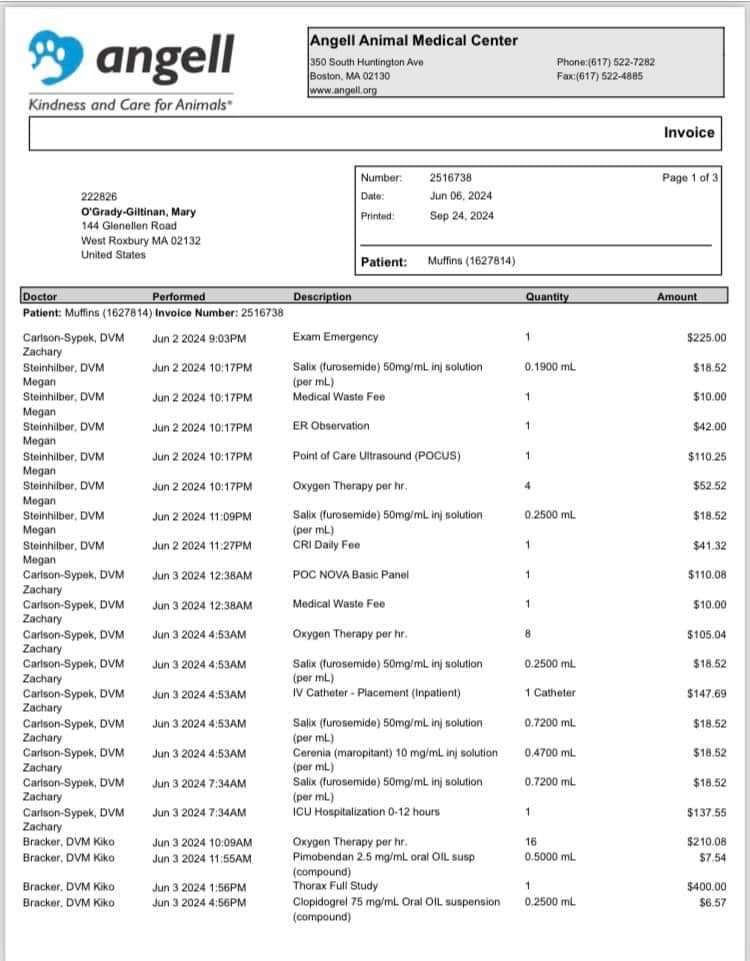 angell
Kindness and Care for Animals®
Angell Animal Medical Center
350 South Huntington Ave
Boston, MA 02130
www.angell.org
Phone:(617) 522-7282
Fax:(617) 522-4885
Invoice
Number: 2516738 Page 1 of 3
Date: Jun 06, 2024
Printed: Sep 24, 2024
Patient: Muffins (1627814)
222826
O'Grady-Giltinan, Mary
144 Glenellen Road
West Roxbury MA 02132
United States
Doctor Performed Description Quantity Amount
Patient: Muffins (1627814) Invoice Number: 2516738
Carlson-Sypek, DVM Jun 2 2024 9:03PM Exam Emergency 1 $225.00
Zachary
Steinhilber, DVM Jun 2 2024 10:17PM Salix (furosemide) 50mg/mL inj solution 0.1900 mL $18.52
Megan (per mL)
Steinhilber, DVM Jun 2 2024 10:17PM Medical Waste Fee 1 $10.00
Megan
Steinhilber, DVM Jun 2 2024 10:17PM ER Observation 1 $42.00
Megan
Steinhilber, DVM Jun 2 2024 10:17PM Point of Care Ultrasound (POCUS) 1 $110.25
Megan
Steinhilber, DVM Jun 2 2024 10:17PM Oxygen Therapy per hr. 4 $52.52
Megan
Steinhilber, DVM Jun 2 2024 11:09PM Salix (furosemide) 50mg/mL inj solution 0.2500 mL $18.52
Megan (per mL)
Steinhilber, DVM Jun 2 2024 11:27PM CRI Daily Fee 1 $41.32
Megan
Carlson-Sypek, DVM Jun 3 2024 12:38AM POC NOVA Basic Panel 1 $110.08
Zachary
Carlson-Sypek, DVM Jun 3 2024 12:38AM Medical Waste Fee 1 $10.00
Zachary
Carlson-Sypek, DVM Jun 3 2024 4:53AM Oxygen Therapy per hr. 8 $105.04
Zachary
Carlson-Sypek, DVM Jun 3 2024 4:53AM Salix (furosemide) 50mg/mL inj solution 0.2500 mL $18.52
Zachary (per mL)
Carlson-Sypek, DVM Jun 3 2024 4:53AM IV Catheter - Placement (Inpatient) 1 Catheter $147.69
Zachary
Carlson-Sypek, DVM Jun 3 2024 4:53AM Salix (furosemide) 50mg/mL inj solution 0.7200 mL $18.52
Zachary (per mL)
Carlson-Sypek, DVM Jun 3 2024 4:53AM Cerenia (maropitant) 10 mg/mL inj solution 0.4700 mL $18.52
Zachary (per mL)
Carlson-Sypek, DVM Jun 3 2024 7:34AM Salix (furosemide) 50mg/mL inj solution 0.7200 mL $18.52
Zachary (per mL)
Carlson-Sypek, DVM Jun 3 2024 7:34AM ICU Hospitalization 0-12 hours 1 $137.55
Zachary
Bracker, DVM Kiko Jun 3 2024 10:09AM Oxygen Therapy per hr. 16 $210.08
Bracker, DVM Kiko Jun 3 2024 11:55AM Pimobendan 2.5 mg/mL oral OIL susp 0.5000 mL $7.54
(compound)
Bracker, DVM Kiko Jun 3 2024 1:56PM Thorax Full Study 1 $400.00
Bracker, DVM Kiko Jun 3 2024 4:56PM Clopidogrel 75 mg/mL Oral OIL suspension 0.2500 mL $6.57
(compound)